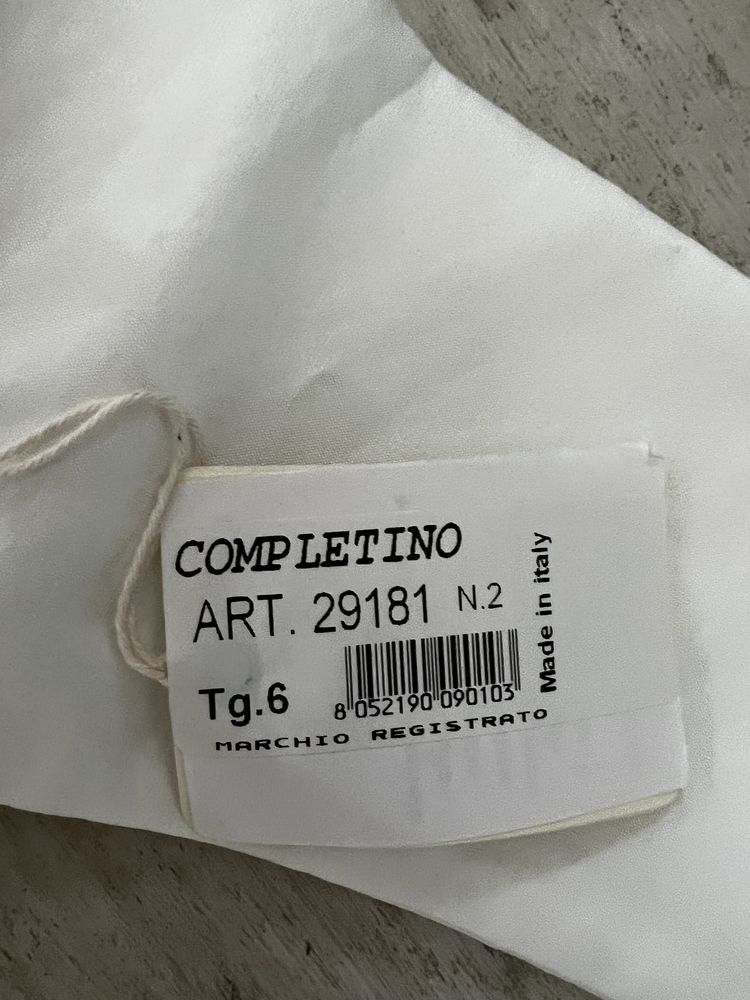 COMPLETINO
ART. 29181 N.2
Tg.6
8 052190 090103
Made in italy
MARCHIO REGISTRATO